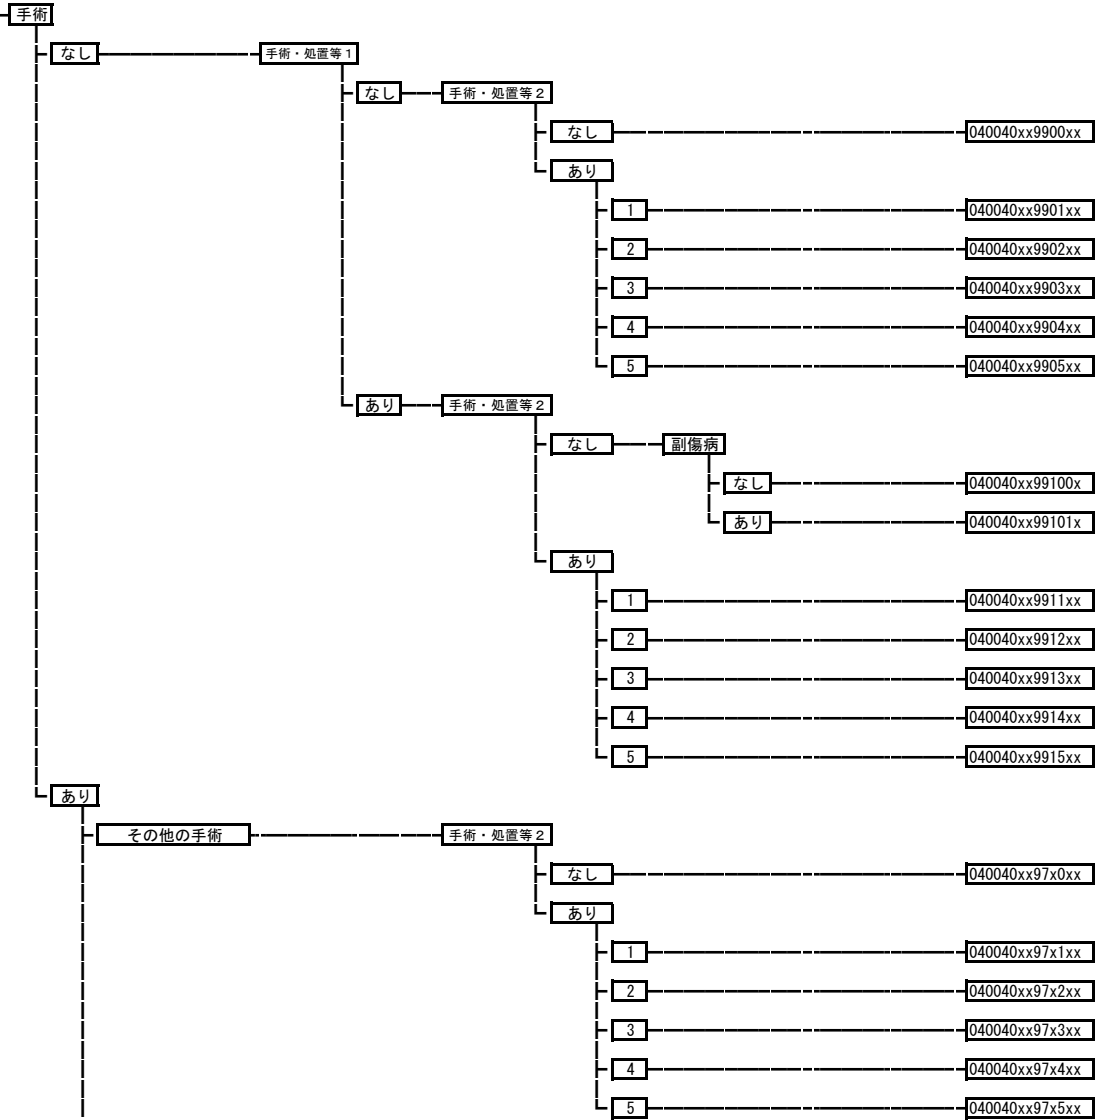 手術
なし 手術・処置等1
なし 手術・処置等2
なし 040040xx9900xx
あり
1 040040xx9901xx
2 040040xx9902xx
3 040040xx9903xx
4 040040xx9904xx
5 040040xx9905xx
あり 手術・処置等2
なし 副傷病
なし 040040xx99100x
あり 040040xx99101x
あり
1 040040xx9911xx
2 040040xx9912xx
3 040040xx9913xx
4 040040xx9914xx
5 040040xx9915xx
あり
その他の手術 手術・処置等2
なし 040040xx97x0xx
あり
1 040040xx97x1xx
2 040040xx97x2xx
3 040040xx97x3xx
4 040040xx97x4xx
5 040040xx97x5xx